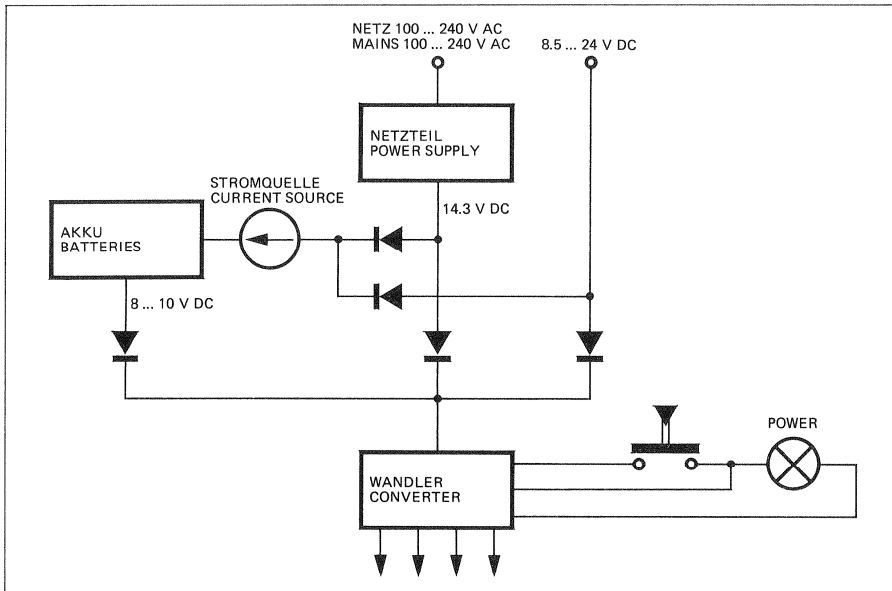 NETZ 100 ... 240 V AC
MAINS 100 ... 240 V AC
8.5 ... 24 V DC
NETZTEIL
POWER SUPPLY
STROMQUELLE
CURRENT SOURCE
14.3 V DC
AKKU
BATTERIES
8 ... 10 V DC
POWER
WANDLER
CONVERTER